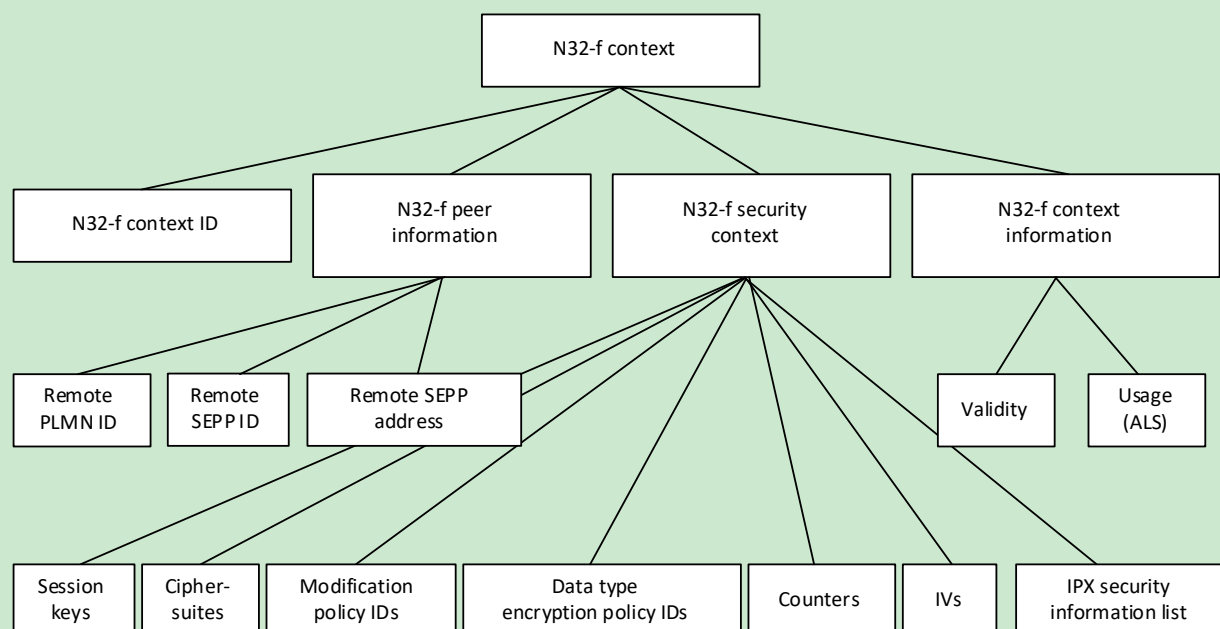 N32-f context
N32-f context ID
N32-f peer
information
N32-f security
context
N32-f context
information
Remote
PLMN ID
Remote
SEPP ID
Remote SEPP
address
Validity
Usage
(ALS)
Session
keys
Cipher-
suites
Modification
policy IDs
Data type
encryption policy IDs
Counters
IVs
IPX security
information list